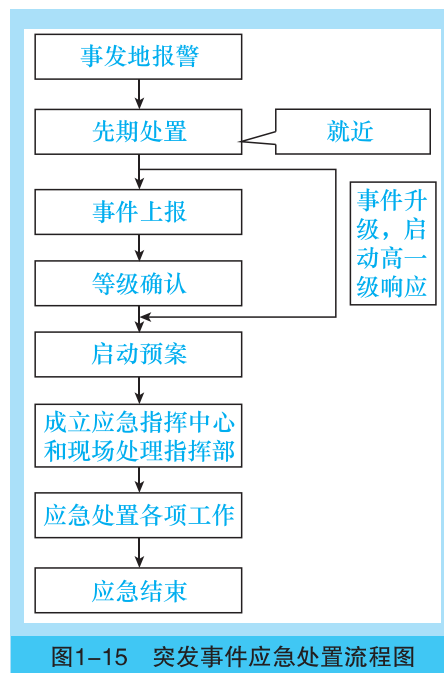 事发地报警
先期处置
就近
事件上报
事件升
级，启
动高一
级响应
等级确认
启动预案
成立应急指挥中心
和现场处理指挥部
应急处置各项工作
应急结束
图1-15 突发事件应急处置流程图